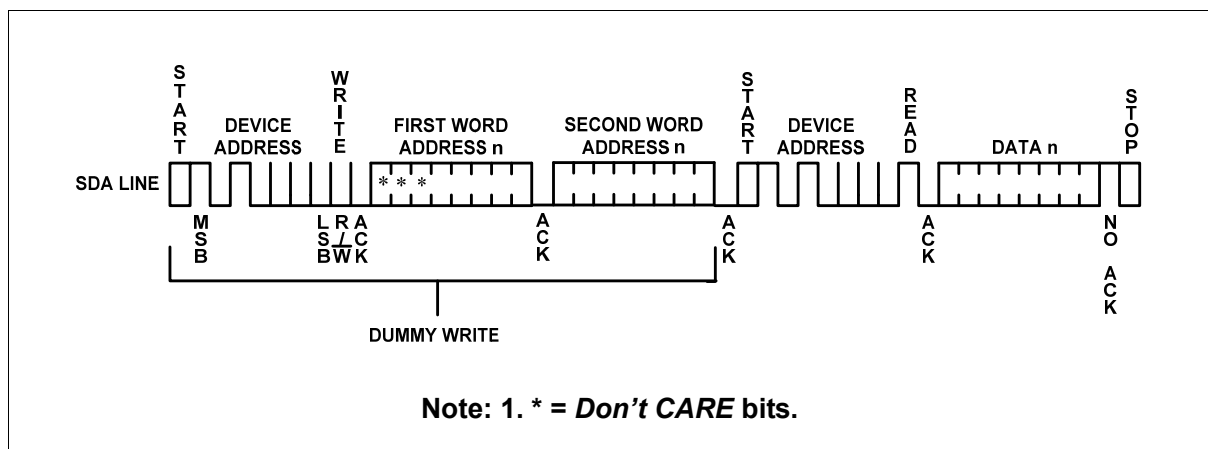 START
WRITE
START
READ
STOP
DEVICE
ADDRESS
FIRST WORD
ADDRESS n
SECOND WORD
ADDRESS n
DEVICE
ADDRESS
DATA n
SDA LINE
* * *
MSB
LSB
R/W
ACK
ACK
ACK
ACK
NO ACK
DUMMY WRITE
Note: 1. * = Don't CARE bits.